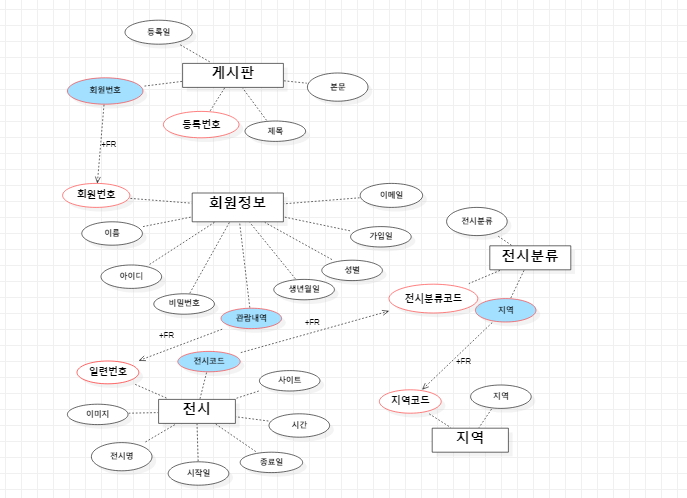 등록일
게시판
회원번호
본문
등록번호
제목
+FR
회원번호
이메일
회원정보
이름
가입일
전시분류
전시분류
아이디
성별
생년월일
비밀번호
전시분류코드
관람내역
지역
+FR
+FR
전시코드
+FR
일련번호
사이트
지역코드
지역
이미지
전시
시간
지역
전시명
종료일
시작일